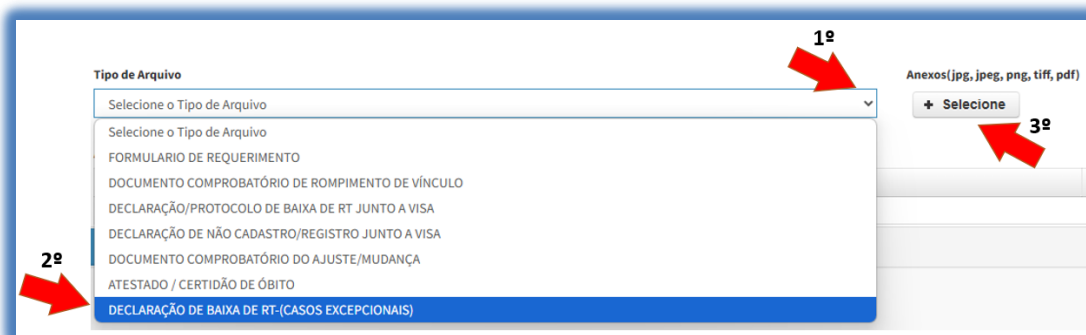 1º
Tipo de Arquivo
Anexos(jpg, jpeg, png, tiff, pdf)
Selecione o Tipo de Arquivo
+ Selecione
3º
Selecione o Tipo de Arquivo
FORMULARIO DE REQUERIMENTO
DOCUMENTO COMPROBATÓRIO DE ROMPIMENTO DE VÍNCULO
DECLARAÇÃO/PROTOCOLO DE BAIXA DE RT JUNTO A VISA
DECLARAÇÃO DE NÃO CADASTRO/REGISTRO JUNTO A VISA
DOCUMENTO COMPROBATÓRIO DO AJUSTE/MUDANÇA
2º
ATESTADO / CERTIDÃO DE ÓBITO
DECLARAÇÃO DE BAIXA DE RT-(CASOS EXCEPCIONAIS)